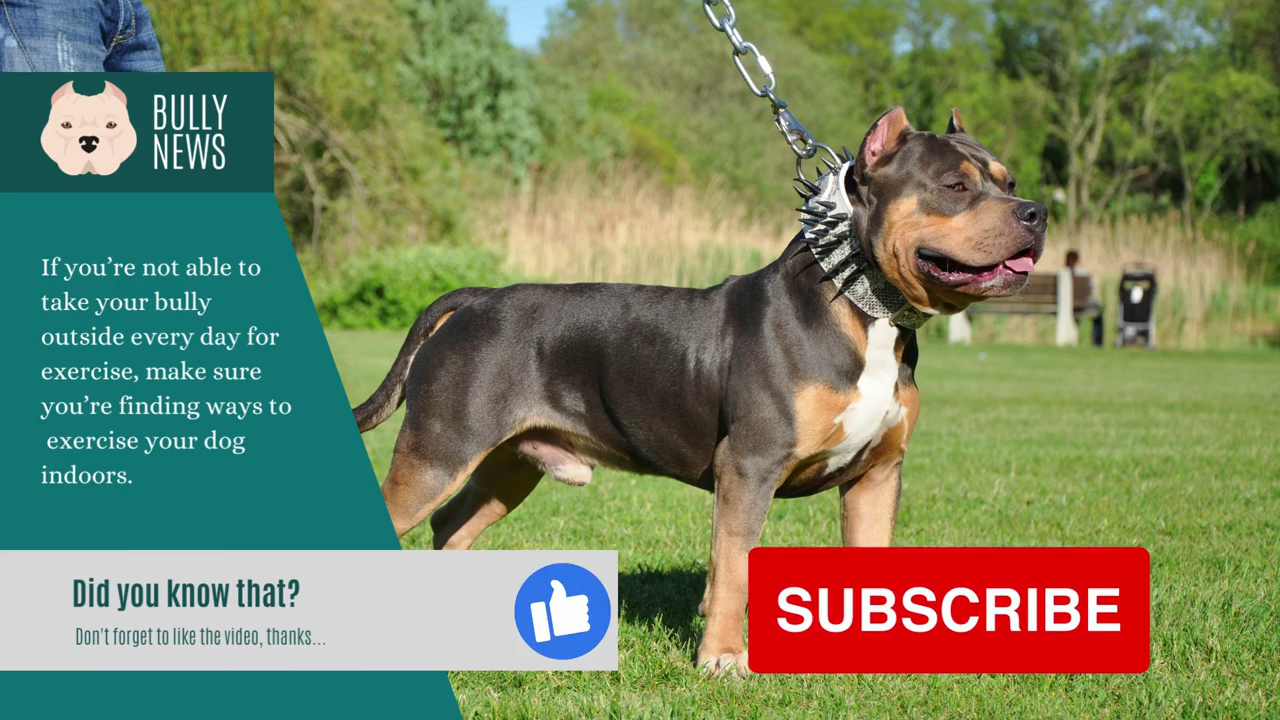 BULLY
NEWS
If you’re not able to
take your bully
outside every day for
exercise, make sure
you’re finding ways to
exercise your dog
indoors.
Did you know that?
Don't forget to like the video, thanks...
SUBSCRIBE